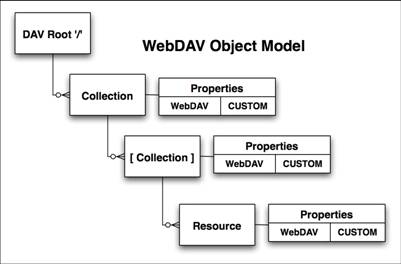 DAV Root '/'
WebDAV Object Model
Collection
Properties
WebDAV CUSTOM
[ Collection ]
Properties
WebDAV CUSTOM
Resource
Properties
WebDAV CUSTOM